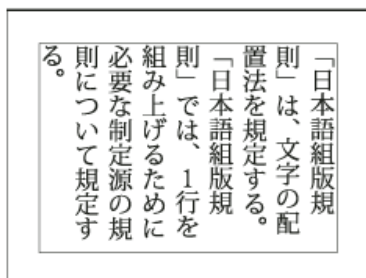 「日本語組版規
則」は、文字の配
置法を規定する。
「日本語組版規
則」では、1行を
組み上げるために
必要な制定源の規
則について規定す
る。